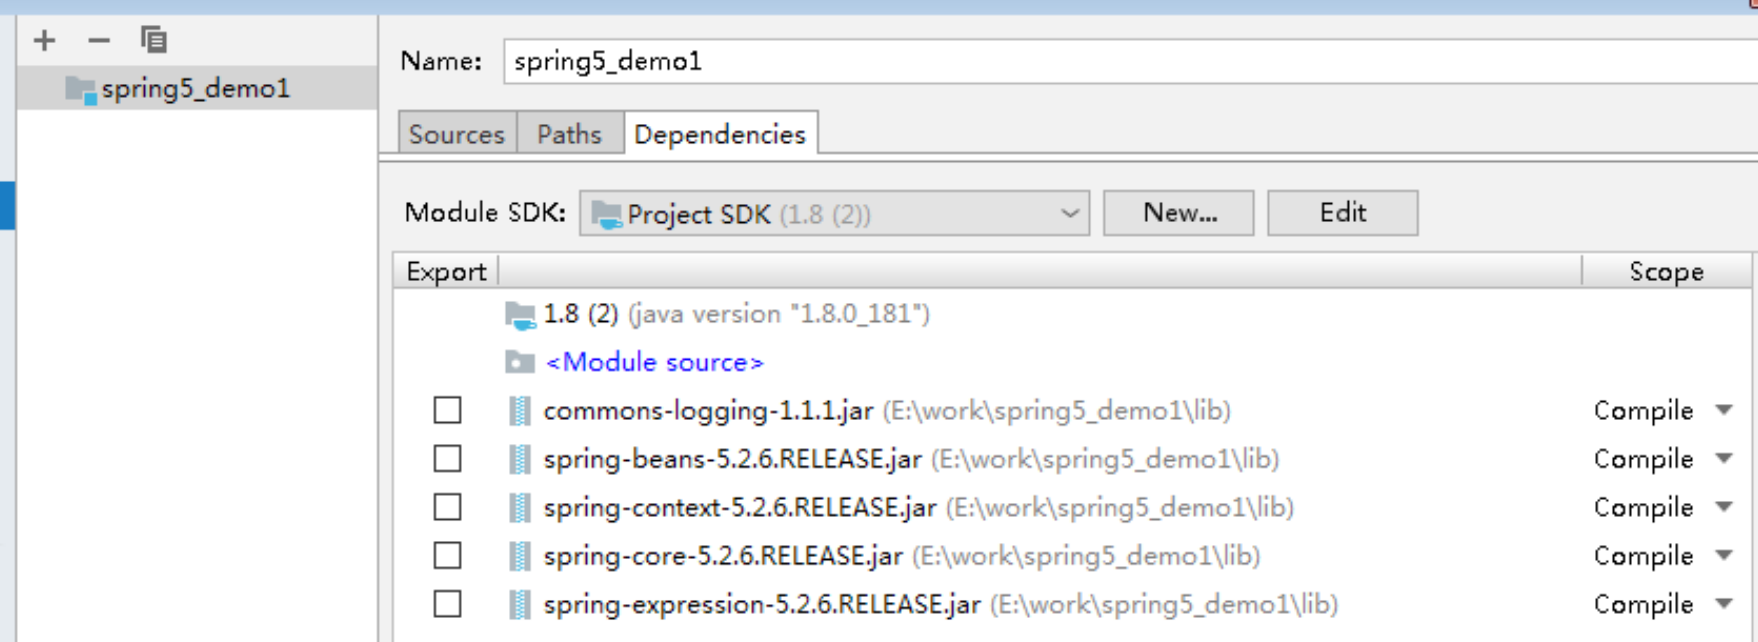 spring5_demo1
Name: spring5_demo1
Sources Paths Dependencies
Module SDK: Project SDK (1.8 (2)) New... Edit
Export Scope
1.8 (2) (java version "1.8.0_181")
<Module source>
commons-logging-1.1.1.jar (E:\work\spring5_demo1\lib) Compile
spring-beans-5.2.6.RELEASE.jar (E:\work\spring5_demo1\lib) Compile
spring-context-5.2.6.RELEASE.jar (E:\work\spring5_demo1\lib) Compile
spring-core-5.2.6.RELEASE.jar (E:\work\spring5_demo1\lib) Compile
spring-expression-5.2.6.RELEASE.jar (E:\work\spring5_demo1\lib) Compile